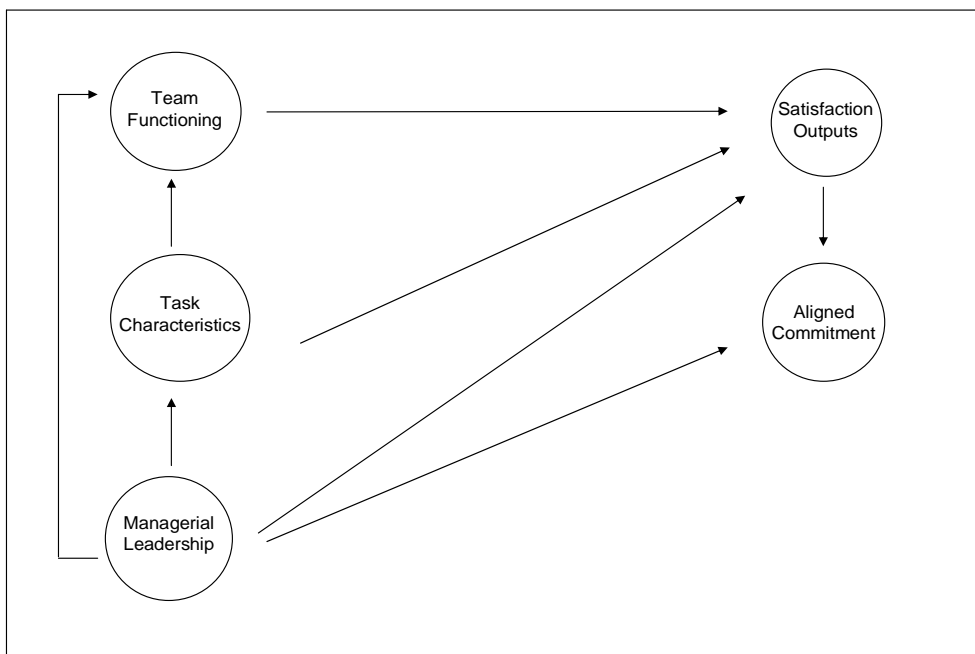 Team
Functioning
Satisfaction
Outputs
Task
Characteristics
Aligned
Commitment
Managerial
Leadership